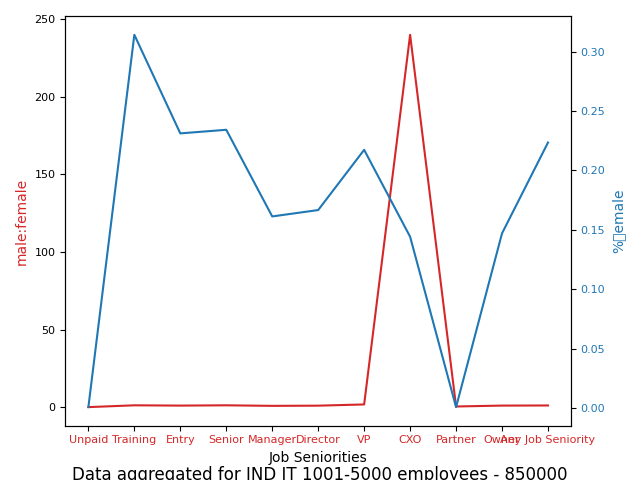 250
200
150
100
50
0
male:female
0.30
0.25
0.20
0.15
0.10
0.05
0.00
%▯emale
Unpaid Training Entry Senior Manager Director VP CXO Partner Owner Any Job Seniority
Job Seniorities
Data aggregated for IND IT 1001-5000 employees - 850000